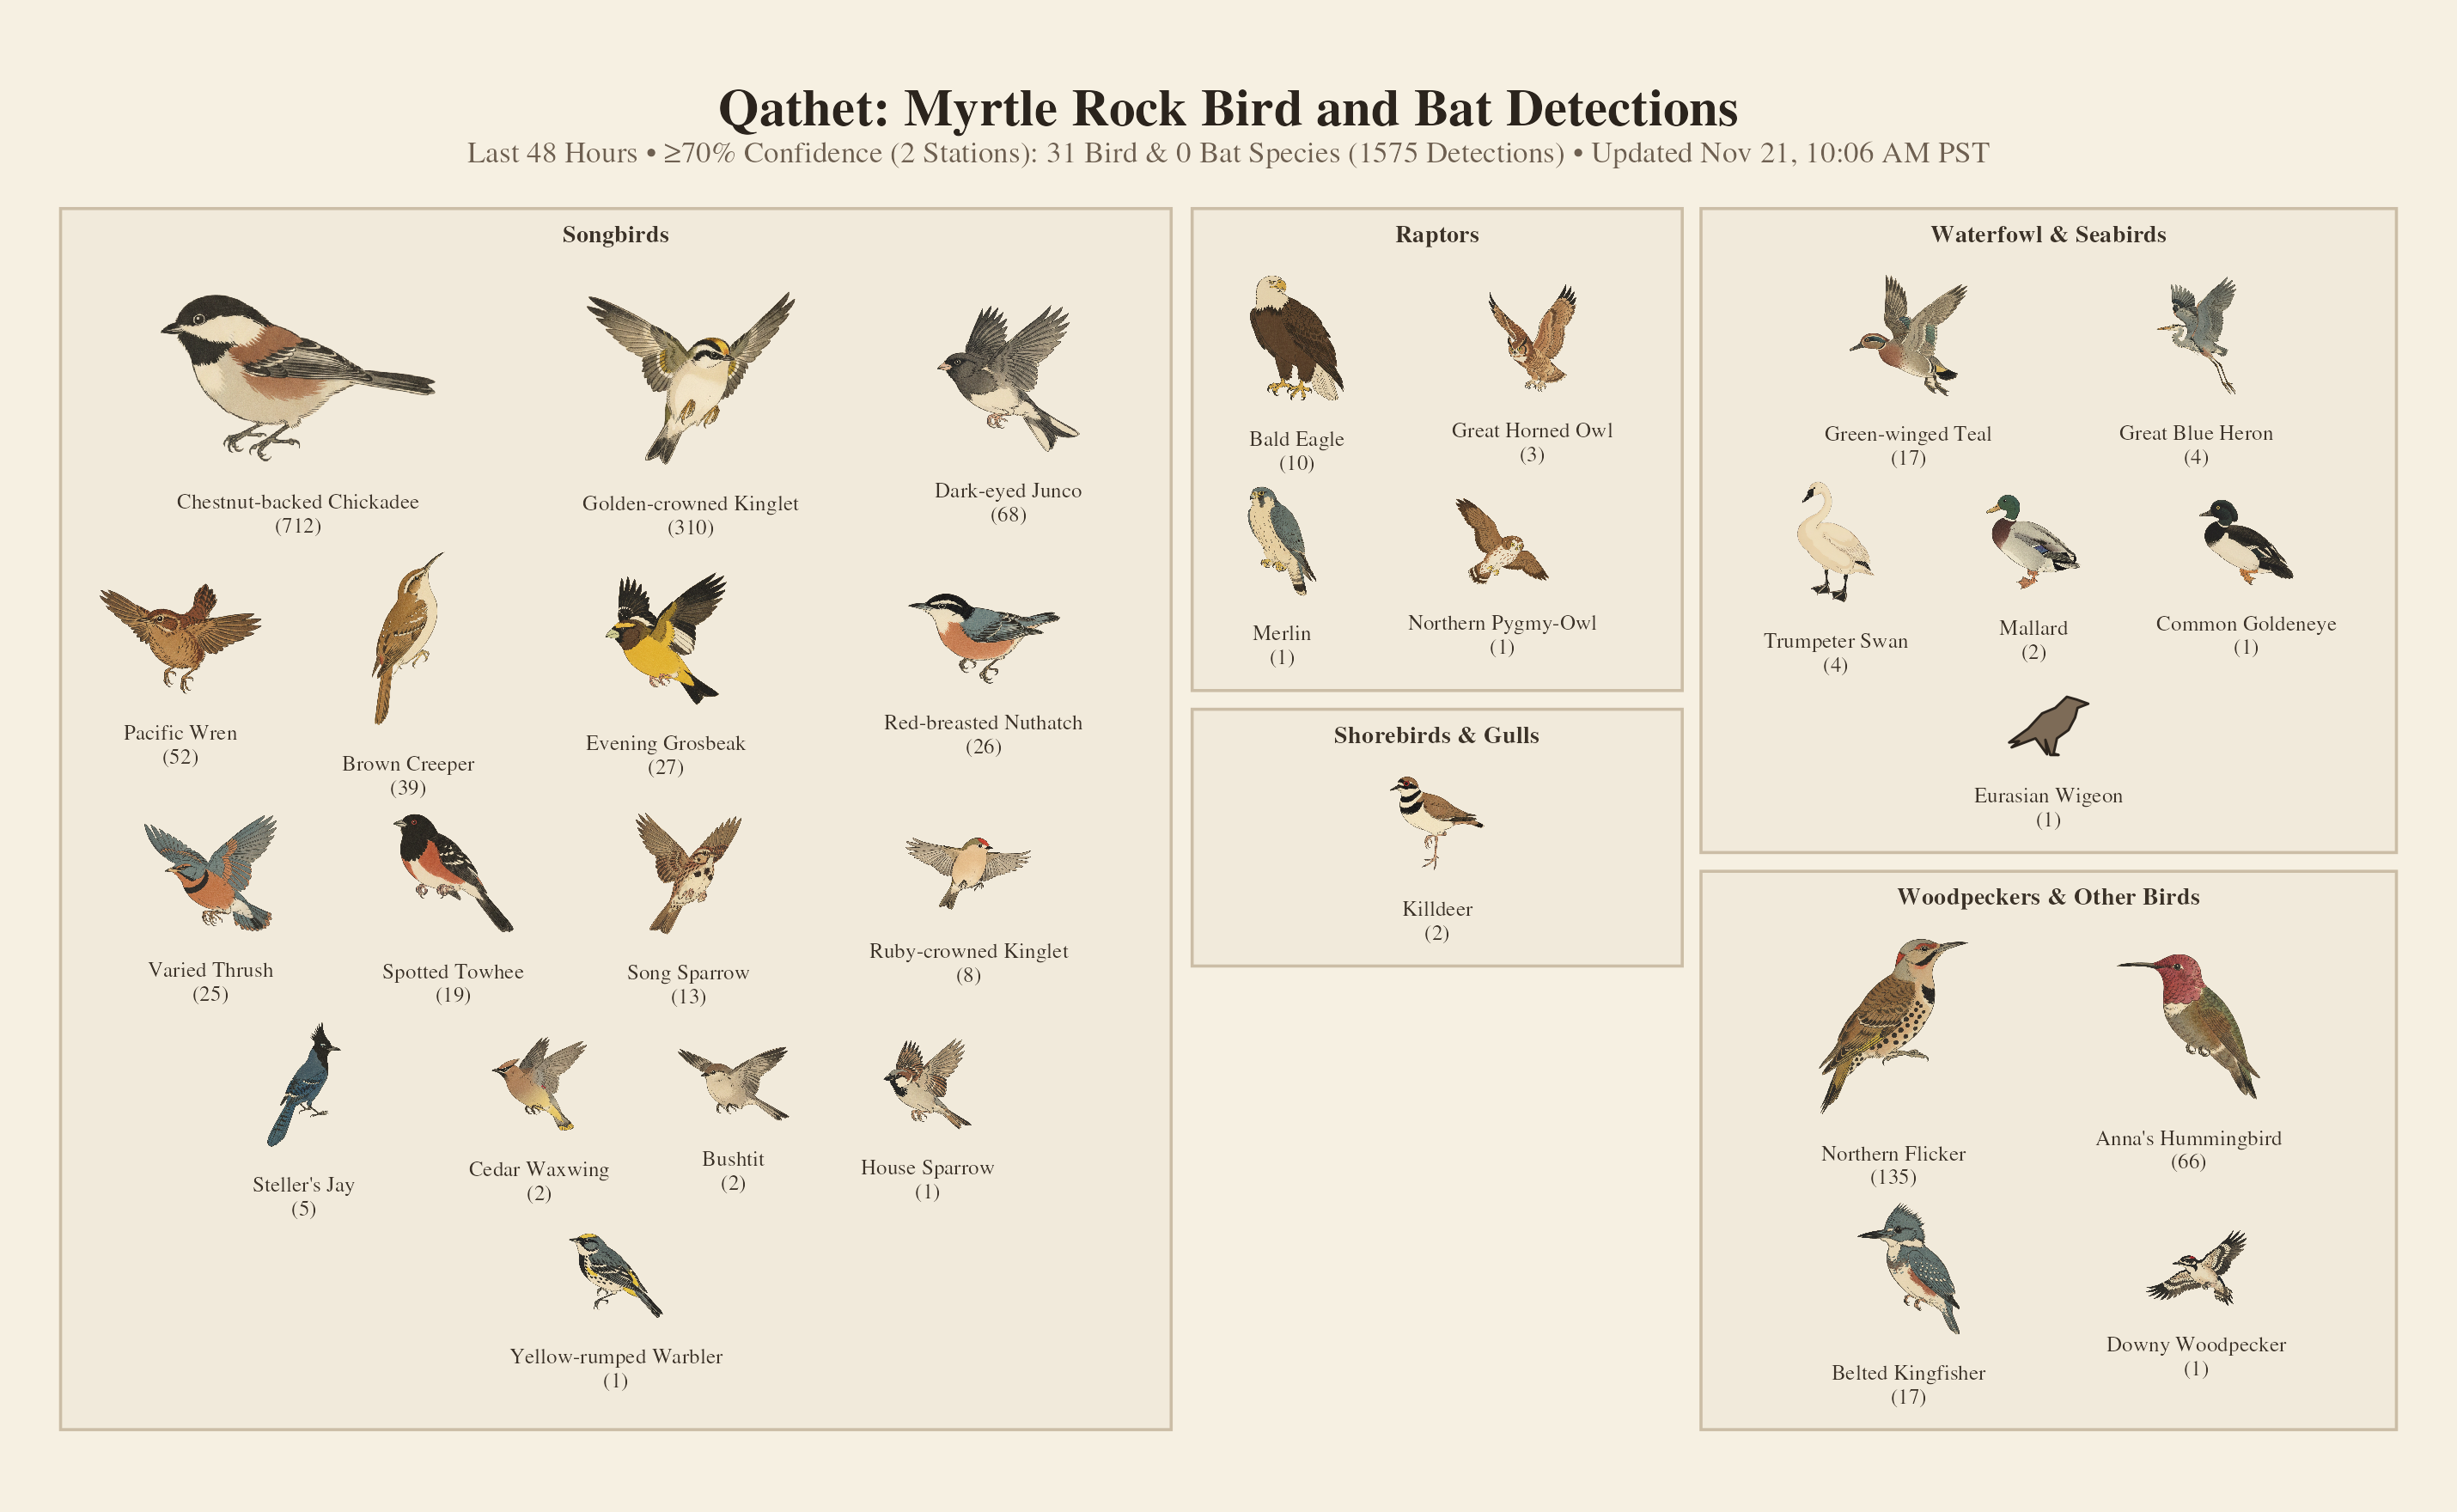 Qathet: Myrtle Rock Bird and Bat Detections
Last 48 Hours • ≥70% Confidence (2 Stations): 31 Bird & 0 Bat Species (1575 Detections) • Updated Nov 21, 10:06 AM PST
Songbirds
Chestnut-backed Chickadee
(712)
Golden-crowned Kinglet
(310)
Dark-eyed Junco
(68)
Pacific Wren
(52)
Brown Creeper
(39)
Evening Grosbeak
(27)
Red-breasted Nuthatch
(26)
Varied Thrush
(25)
Spotted Towhee
(19)
Song Sparrow
(13)
Ruby-crowned Kinglet
(8)
Steller's Jay
(5)
Cedar Waxwing
(2)
Bushtit
(2)
House Sparrow
(1)
Yellow-rumped Warbler
(1)
Raptors
Bald Eagle
(10)
Great Horned Owl
(3)
Merlin
(1)
Northern Pygmy-Owl
(1)
Shorebirds & Gulls
Killdeer
(2)
Waterfowl & Seabirds
Green-winged Teal
(17)
Great Blue Heron
(4)
Trumpeter Swan
(4)
Mallard
(2)
Common Goldeneye
(1)
Eurasian Wigeon
(1)
Woodpeckers & Other Birds
Northern Flicker
(135)
Anna's Hummingbird
(66)
Belted Kingfisher
(17)
Downy Woodpecker
(1)